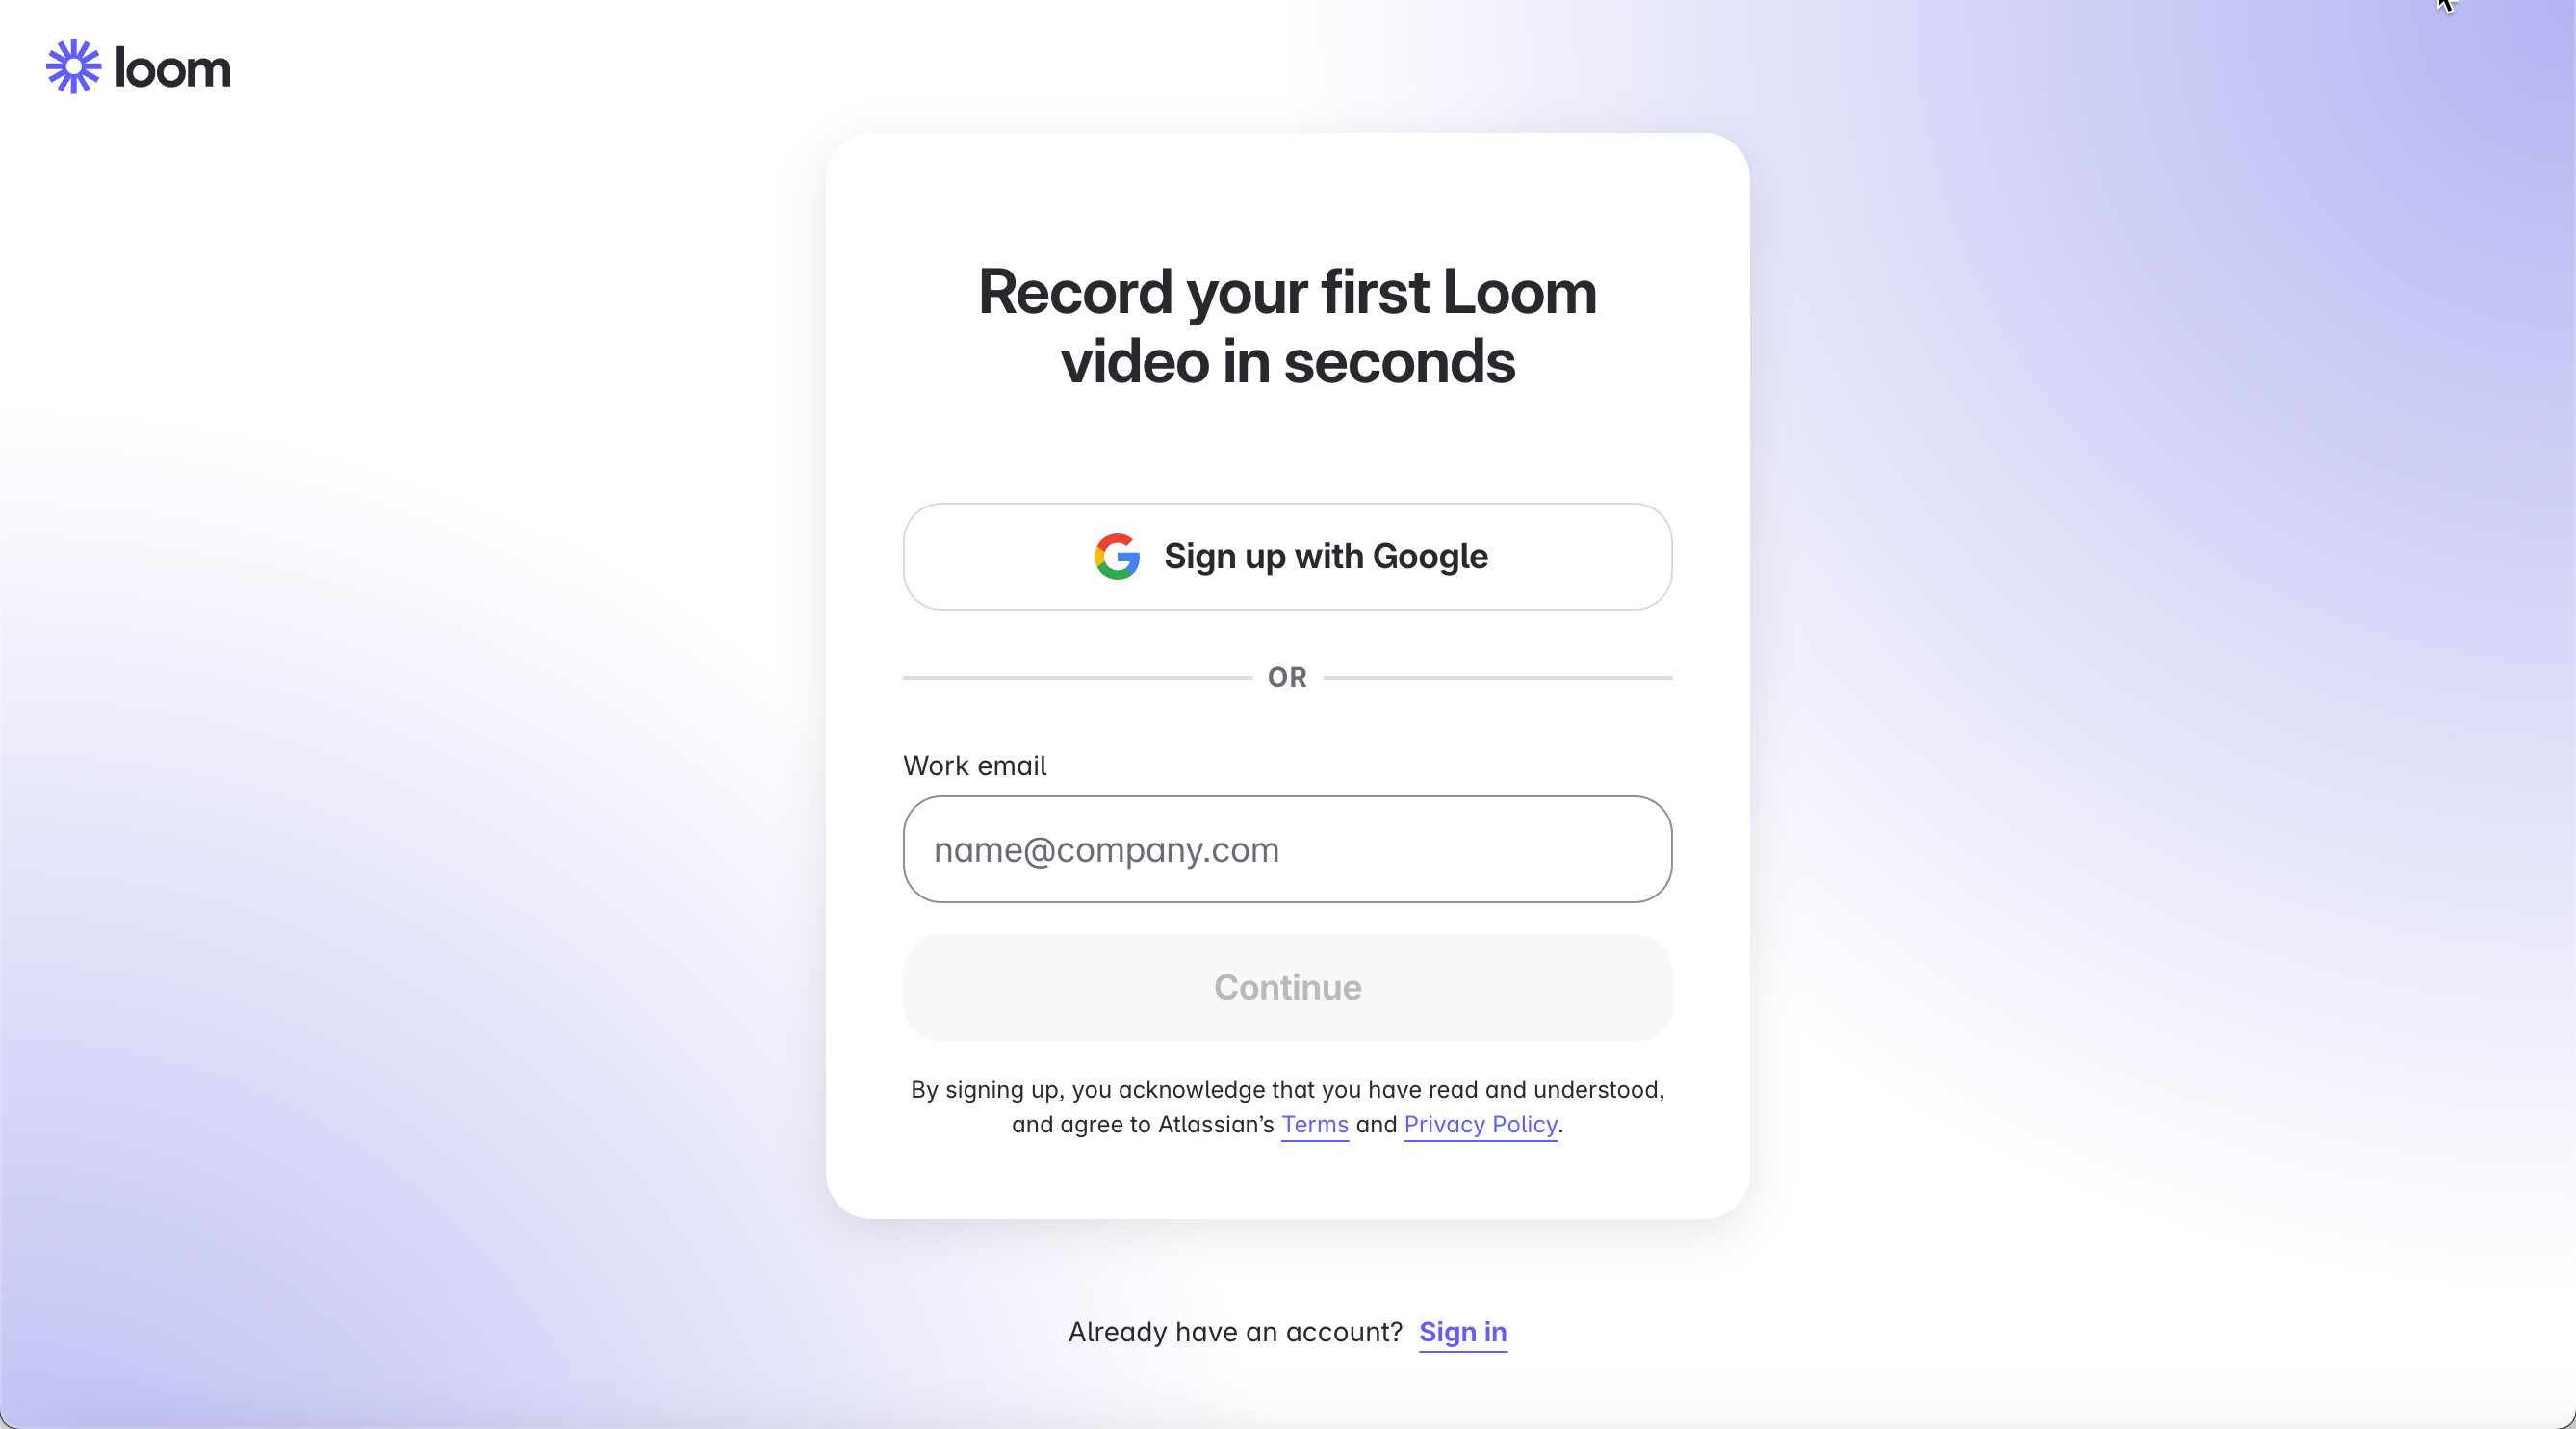 loom
Record your first Loom
video in seconds
Sign up with Google
OR
Work email
name@company.com
Continue
By signing up, you acknowledge that you have read and understood,
and agree to Atlassian’s Terms and Privacy Policy.
Already have an account? Sign in